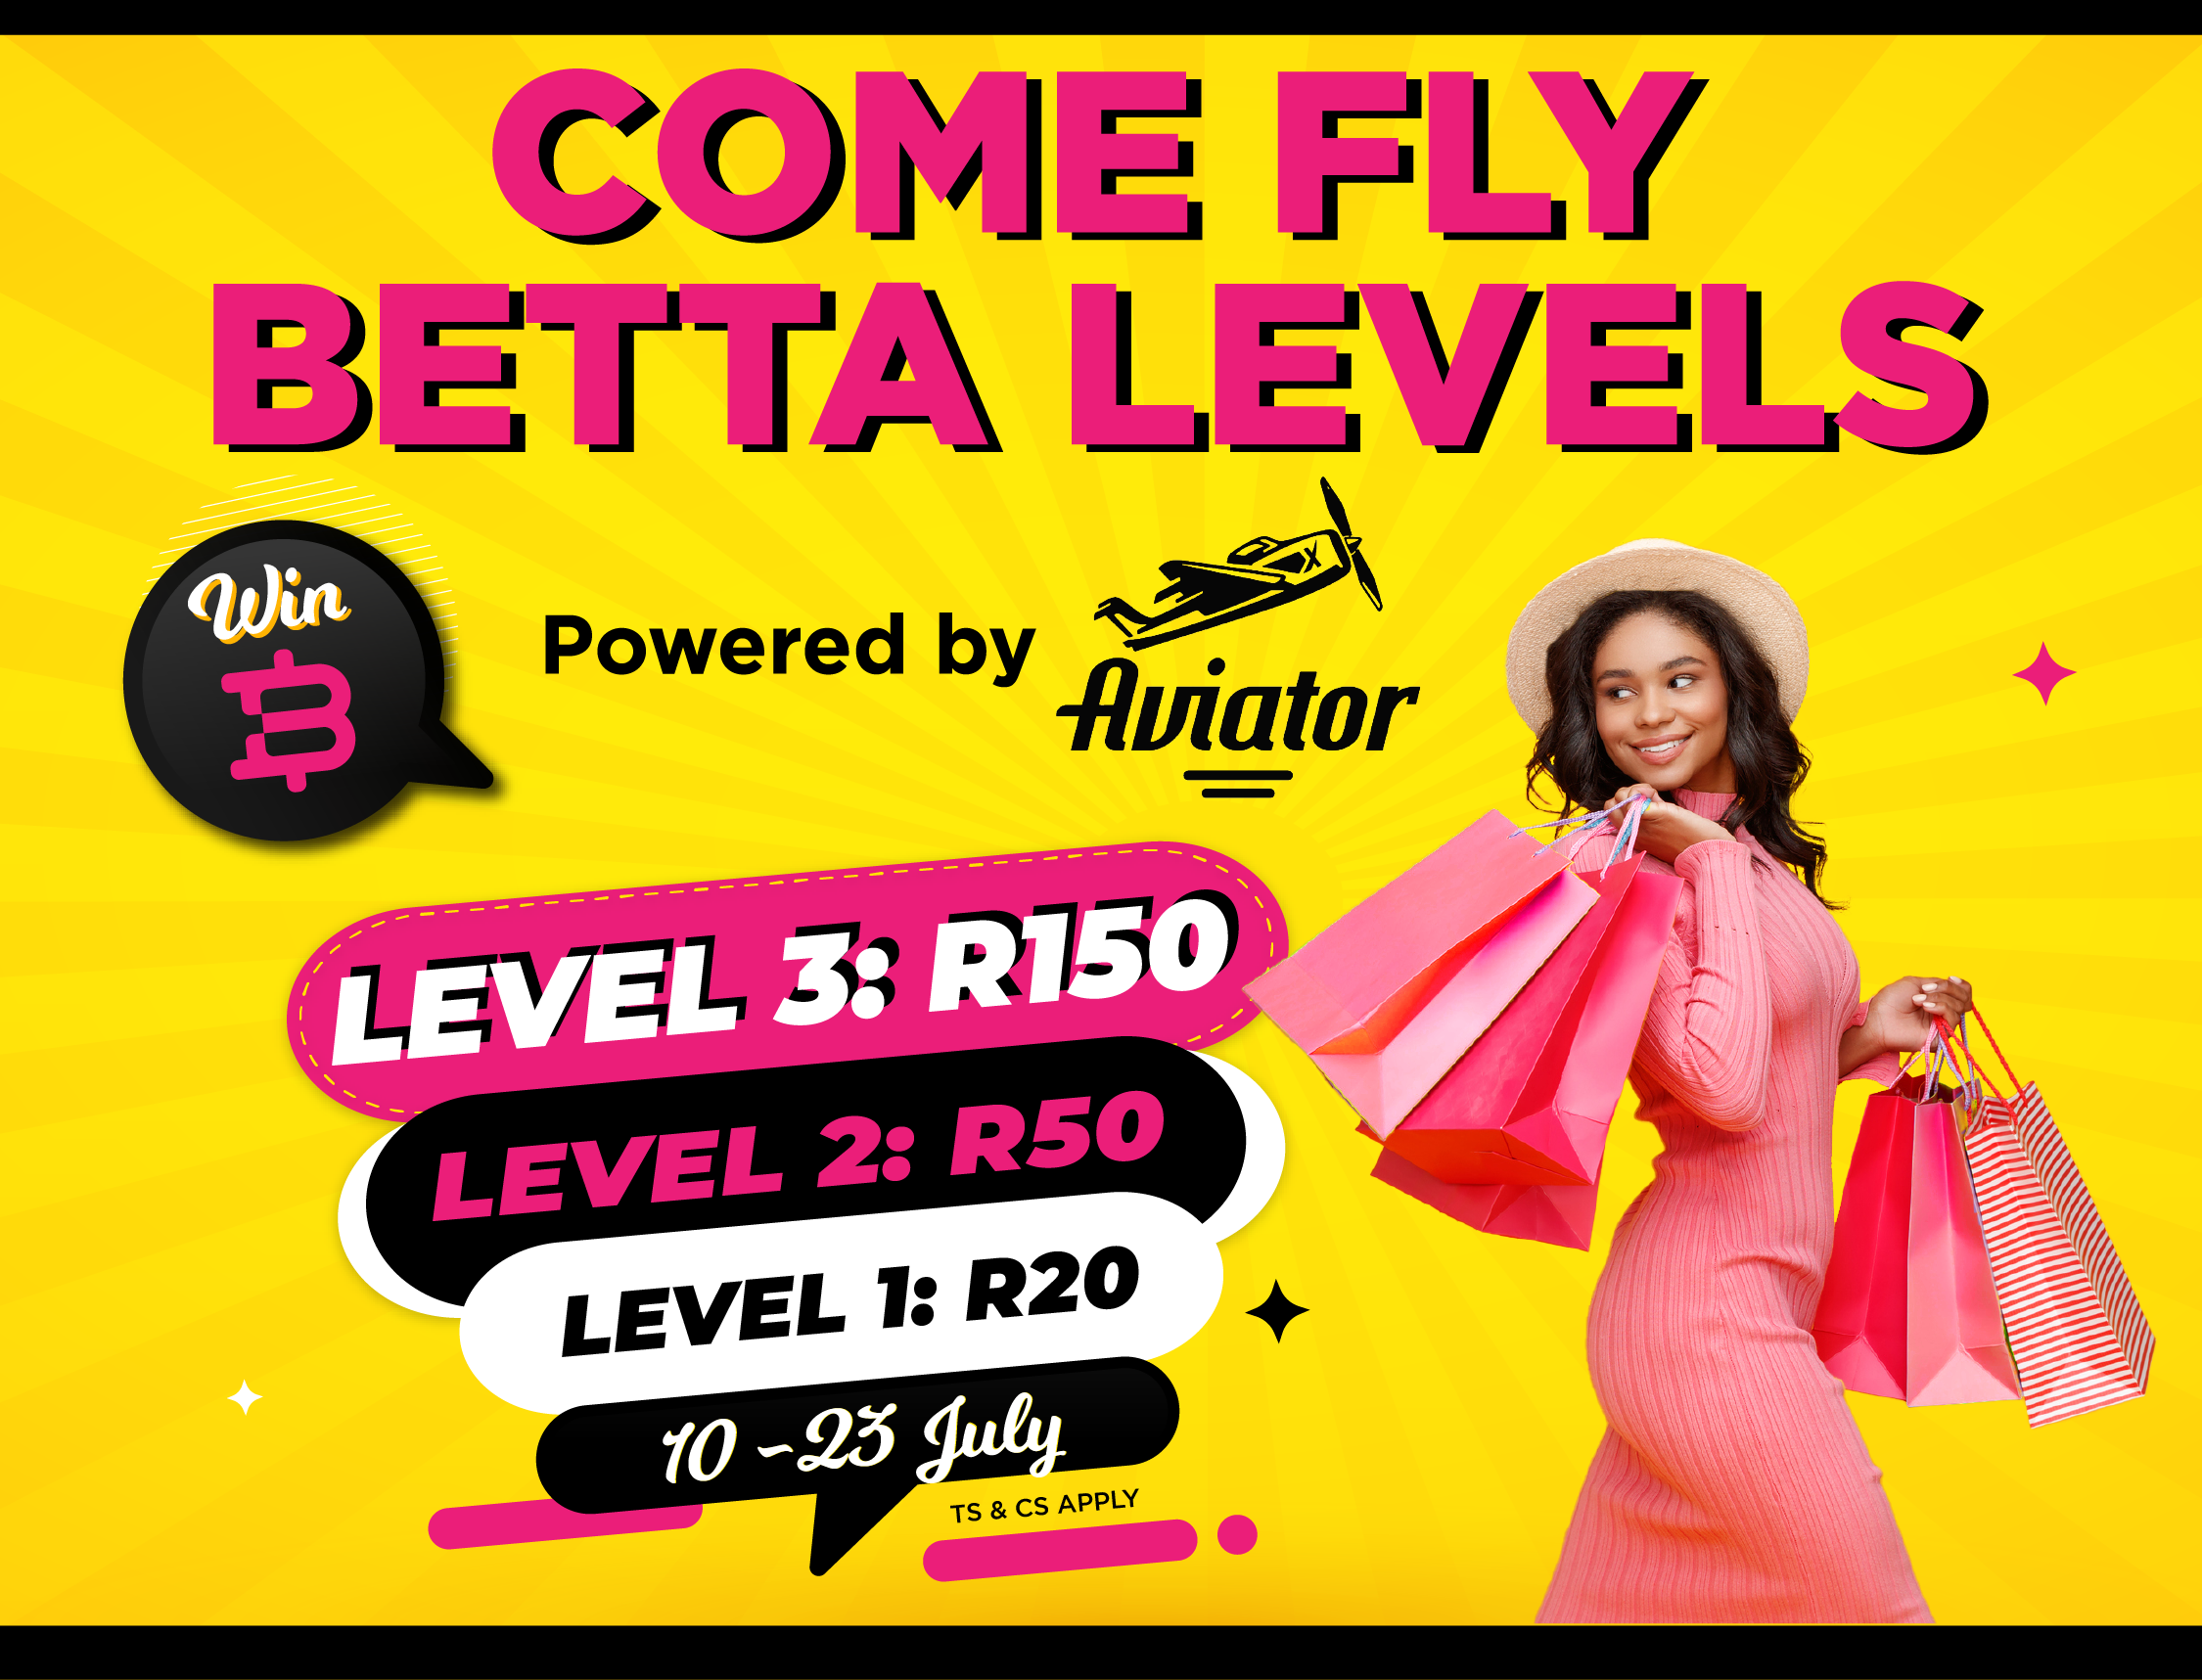 COME FLY
BETTA LEVELS
Win
B
Powered by
Aviator
LEVEL 3: R150
LEVEL 2: R50
LEVEL 1: R20
10 -23 July
TS & CS APPLY